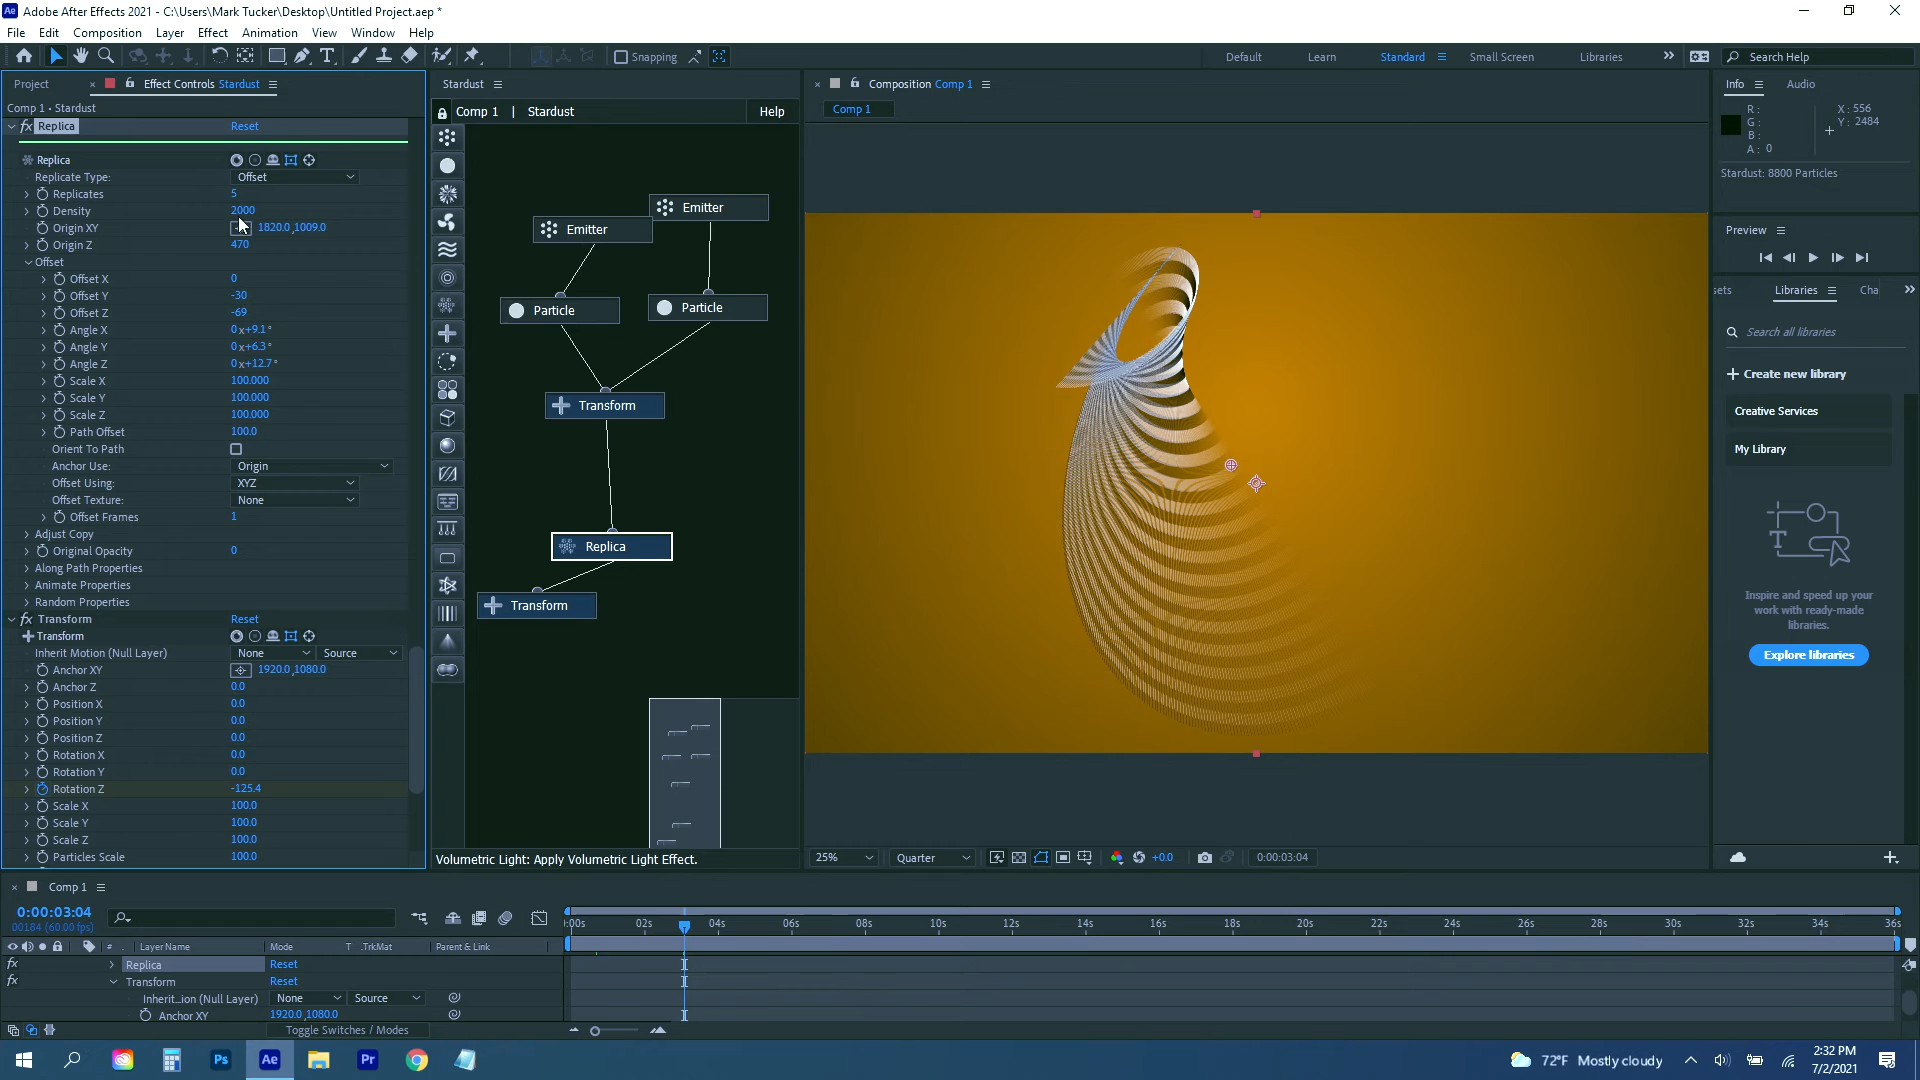 Ae Adobe After Effects 2021 - C:\Users\Mark Tucker\Desktop\Untitled Project.aep *
File Edit Composition Layer Effect Animation View Window Help
Snapping Default Learn Standard Small Screen Libraries Search Help
Project Effect Controls Stardust
Comp 1 • Stardust
fx Replica Reset
Replica
Replicate Type: Offset
Replicates 5
Density 2000
Origin XY 1820.0,1009.0
Origin Z 470
Offset
Offset X 0
Offset Y -30
Offset Z -69
Angle X 0x+9.1°
Angle Y 0x+6.3°
Angle Z 0x+12.7°
Scale X 100.000
Scale Y 100.000
Scale Z 100.000
Path Offset 100.0
Orient To Path
Anchor Use: Origin
Offset Using: XYZ
Offset Texture: None
Offset Frames 1
Adjust Copy
Original Opacity 0
Along Path Properties
Animate Properties
Random Properties
fx Transform Reset
Transform
Inherit Motion (Null Layer) None Source
Anchor XY 1920.0,1080.0
Anchor Z 0.0
Position X 0.0
Position Y 0.0
Position Z 0.0
Rotation X 0.0
Rotation Y 0.0
Rotation Z -125.4
Scale X 100.0
Scale Y 100.0
Scale Z 100.0
Particles Scale 100.0
Stardust
Comp 1 | Stardust Help
Emitter
Emitter
Particle
Particle
Transform
Replica
Transform
Volumetric Light: Apply Volumetric Light Effect.
Composition Comp 1
Comp 1
25% Quarter +0.0 0:00:03:04
Info Audio
R:
G:
B:
A: 0
X: 556
Y: 2484
Stardust: 8800 Particles
Preview
sets Libraries Cha
Search all libraries
Create new library
Creative Services
My Library
Inspire and speed up your
work with ready-made
libraries.
Explore libraries
Comp 1
0:00:03:04
00184 (60.00 fps)
:00s 02s 04s 06s 08s 10s 12s 14s 16s 18s 20s 22s 24s 26s 28s 30s 32s 34s 36s
# Layer Name Mode T .TrkMat Parent & Link
fx Replica Reset
fx Transform Reset
Inherit...ion (Null Layer) None Source
Anchor XY 1920.0,1080.0
Toggle Switches / Modes
Ps Ae Pr
72°F Mostly cloudy
2:32 PM
7/2/2021